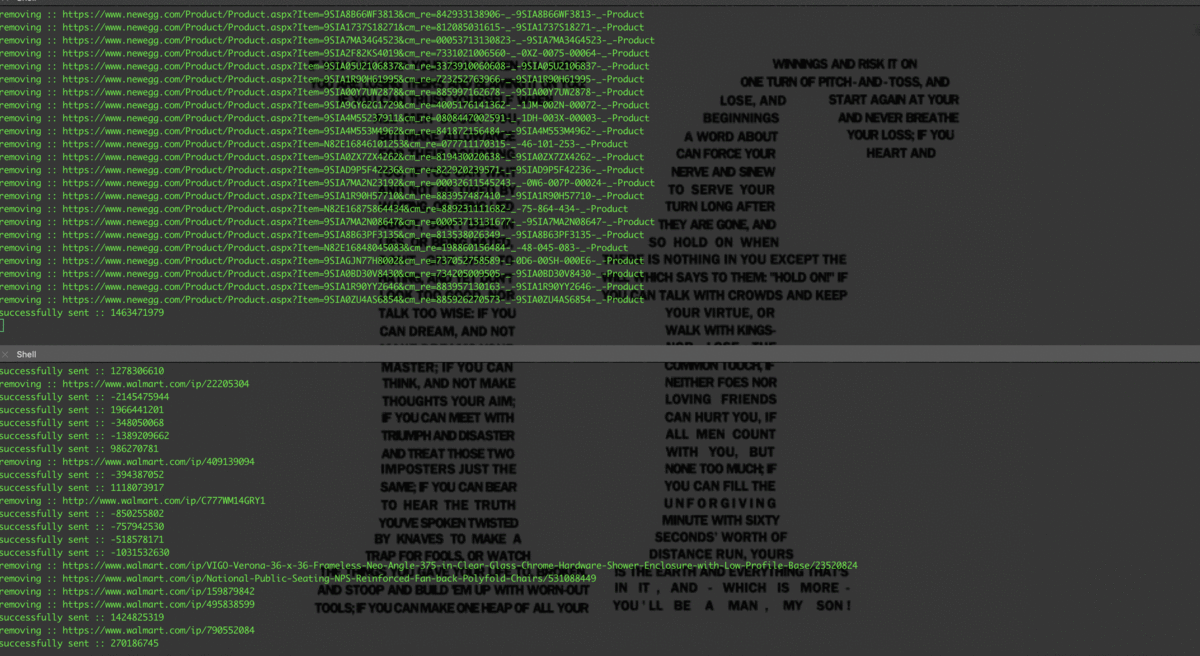 removing :: https://www.newegg.com/Product/Product.aspx?Item=9SIA8B66WF3813&cm_re=842933138906-_-9SIA8B66WF3813-_-Product
removing :: https://www.newegg.com/Product/Product.aspx?Item=9SIA1737S18271&cm_re=812085031615-_-9SIA1737S18271-_-Product
removing :: https://www.newegg.com/Product/Product.aspx?Item=9SIA7MA34G4523&cm_re=00053713130823-_-9SIA7MA34G4523-_-Product
removing :: https://www.newegg.com/Product/Product.aspx?Item=9SIA2F82KS4019&cm_re=7331021006560-_-0XZ-0075-00064-_-Product
removing :: https://www.newegg.com/Product/Product.aspx?Item=9SIA05U2106837&cm_re=3373910060608-_-9SIA05U2106837-_-Product
removing :: https://www.newegg.com/Product/Product.aspx?Item=9SIA1R90H61995&cm_re=723252763966-_-9SIA1R90H61995-_-Product
removing :: https://www.newegg.com/Product/Product.aspx?Item=9SIA00Y7UW2878&cm_re=885997162678-_-9SIA00Y7UW2878-_-Product
removing :: https://www.newegg.com/Product/Product.aspx?Item=9SIA9GY62G1729&cm_re=4005176141362-_-1JM-002N-00072-_-Product
removing :: https://www.newegg.com/Product/Product.aspx?Item=9SIA4M55237911&cm_re=0808447002591-_-1DH-003X-00003-_-Product
removing :: https://www.newegg.com/Product/Product.aspx?Item=9SIA4M553M4962&cm_re=841872156484-_-9SIA4M553M4962-_-Product
removing :: https://www.newegg.com/Product/Product.aspx?Item=N82E16846101253&cm_re=077711170315-_-46-101-253-_-Product
removing :: https://www.newegg.com/Product/Product.aspx?Item=9SIA0ZX7ZX4262&cm_re=819430020638-_-9SIA0ZX7ZX4262-_-Product
removing :: https://www.newegg.com/Product/Product.aspx?Item=9SIAD9P5F42236&cm_re=822920239571-_-9SIAD9P5F42236-_-Product
removing :: https://www.newegg.com/Product/Product.aspx?Item=9SIA7MA2N23192&cm_re=00032611545243-_-0W6-007P-00024-_-Product
removing :: https://www.newegg.com/Product/Product.aspx?Item=9SIA1R90H57710&cm_re=883957487410-_-9SIA1R90H57710-_-Product
removing :: https://www.newegg.com/Product/Product.aspx?Item=N82E16875864434&cm_re=889231111682-_-75-864-434-_-Product
removing :: https://www.newegg.com/Product/Product.aspx?Item=9SIA7MA2N08647&cm_re=00053713131677-_-9SIA7MA2N08647-_-Product
removing :: https://www.newegg.com/Product/Product.aspx?Item=9SIA8B63PF3135&cm_re=813538026349-_-9SIA8B63PF3135-_-Product
removing :: https://www.newegg.com/Product/Product.aspx?Item=N82E16848045083&cm_re=198860156484-_-48-045-083-_-Product
removing :: https://www.newegg.com/Product/Product.aspx?Item=9SIAGJN77H8002&cm_re=737052758589-_-0D6-00SH-000E6-_-Product
removing :: https://www.newegg.com/Product/Product.aspx?Item=9SIA0BD30V8430&cm_re=734205009505-_-9SIA0BD30V8430-_-Product
removing :: https://www.newegg.com/Product/Product.aspx?Item=9SIA1R90YY2646&cm_re=883957130163-_-9SIA1R90YY2646-_-Product
removing :: https://www.newegg.com/Product/Product.aspx?Item=9SIA0ZU4AS6854&cm_re=885926270573-_-9SIA0ZU4AS6854-_-Product
successfully sent :: 1463471979
TALK TOO WISE: IF YOU
CAN DREAM, AND NOT
WINNINGS AND RISK IT ON
ONE TURN OF PITCH-AND-TOSS, AND
LOSE, AND START AGAIN AT YOUR
BEGINNINGS AND NEVER BREATHE
A WORD ABOUT YOUR LOSS; IF YOU
CAN FORCE YOUR HEART AND
NERVE AND SINEW
TO SERVE YOUR
TURN LONG AFTER
THEY ARE GONE, AND
SO HOLD ON WHEN
THERE IS NOTHING IN YOU EXCEPT THE
WILL WHICH SAYS TO THEM: "HOLD ON!" IF
YOU CAN TALK WITH CROWDS AND KEEP
YOUR VIRTUE, OR
WALK WITH KINGS-
Shell
successfully sent :: 1278306610
removing :: https://www.walmart.com/ip/22205304
successfully sent :: -2145475944
successfully sent :: 1966441201
successfully sent :: -348050068
successfully sent :: -1389209662
successfully sent :: 986270781
removing :: https://www.walmart.com/ip/409139094
successfully sent :: -394387052
successfully sent :: 1118073917
removing :: http://www.walmart.com/ip/C777WM14GRY1
successfully sent :: -850255802
successfully sent :: -757942530
successfully sent :: -518578171
successfully sent :: -1031532630
removing :: https://www.walmart.com/ip/VIGO-Verona-36-x-36-Frameless-Neo-Angle-375-in-Clear-Glass-Chrome-Hardware-Shower-Enclosure-with-Low-Profile-Base/23520824
removing :: https://www.walmart.com/ip/National-Public-Seating-NPS-Reinforced-Fan-back-Polyfold-Chairs/531088449
removing :: https://www.walmart.com/ip/159879842
removing :: https://www.walmart.com/ip/495838599
successfully sent :: 1424825319
removing :: https://www.walmart.com/ip/790552084
successfully sent :: 270186745
MASTER; IF YOU CAN
THINK, AND NOT MAKE
THOUGHTS YOUR AIM;
IF YOU CAN MEET WITH
TRIUMPH AND DISASTER
AND TREAT THOSE TWO
IMPOSTERS JUST THE
SAME; IF YOU CAN BEAR
TO HEAR THE TRUTH
YOU'VE SPOKEN TWISTED
BY KNAVES TO MAKE A
TRAP FOR FOOLS, OR WATCH
THE THINGS YOU GAVE YOUR LIFE TO, BROKEN,
AND STOOP AND BUILD 'EM UP WITH WORN-OUT
TOOLS; IF YOU CAN MAKE ONE HEAP OF ALL YOUR
COMMON TOUCH, IF
NEITHER FOES NOR
LOVING FRIENDS
CAN HURT YOU, IF
ALL MEN COUNT
WITH YOU, BUT
NONE TOO MUCH; IF
YOU CAN FILL THE
UNFORGIVING
MINUTE WITH SIXTY
SECONDS' WORTH OF
DISTANCE RUN, YOURS
IS THE EARTH AND EVERYTHING THAT'S
IN IT, AND - WHICH IS MORE -
YOU'LL BE A MAN, MY SON!